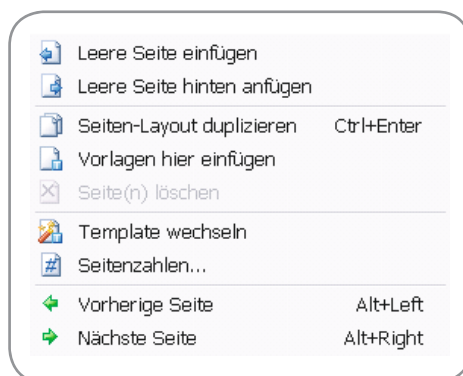 Leere Seite einfügen
Leere Seite hinten anfügen
Seiten-Layout duplizieren Ctrl+Enter
Vorlagen hier einfügen
Seite(n) löschen
Template wechseln
Seitenzahlen...
Vorherige Seite Alt+Left
Nächste Seite Alt+Right